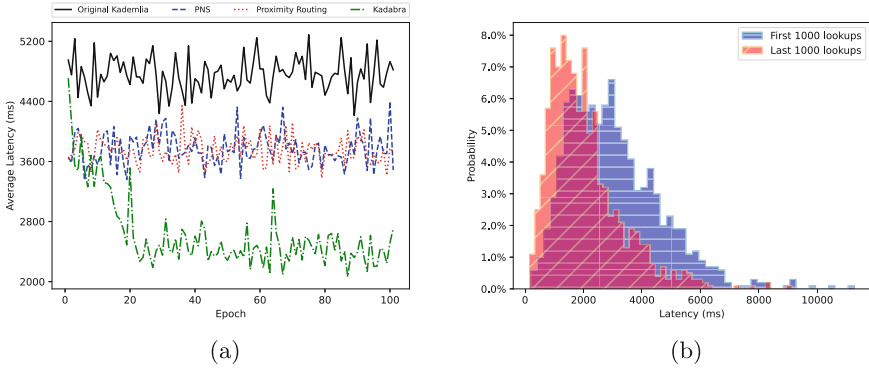 Original Kademlia PNS Proximity Routing Kadabra
5200
4400
3600
2800
2000
Average Latency (ms)
0 20 40 60 80 100
Epoch
(a)
First 1000 lookups
Last 1000 lookups
8.0%
7.0%
6.0%
5.0%
4.0%
3.0%
2.0%
1.0%
0.0%
Probability
0 2000 4000 6000 8000 10000
Latency (ms)
(b)